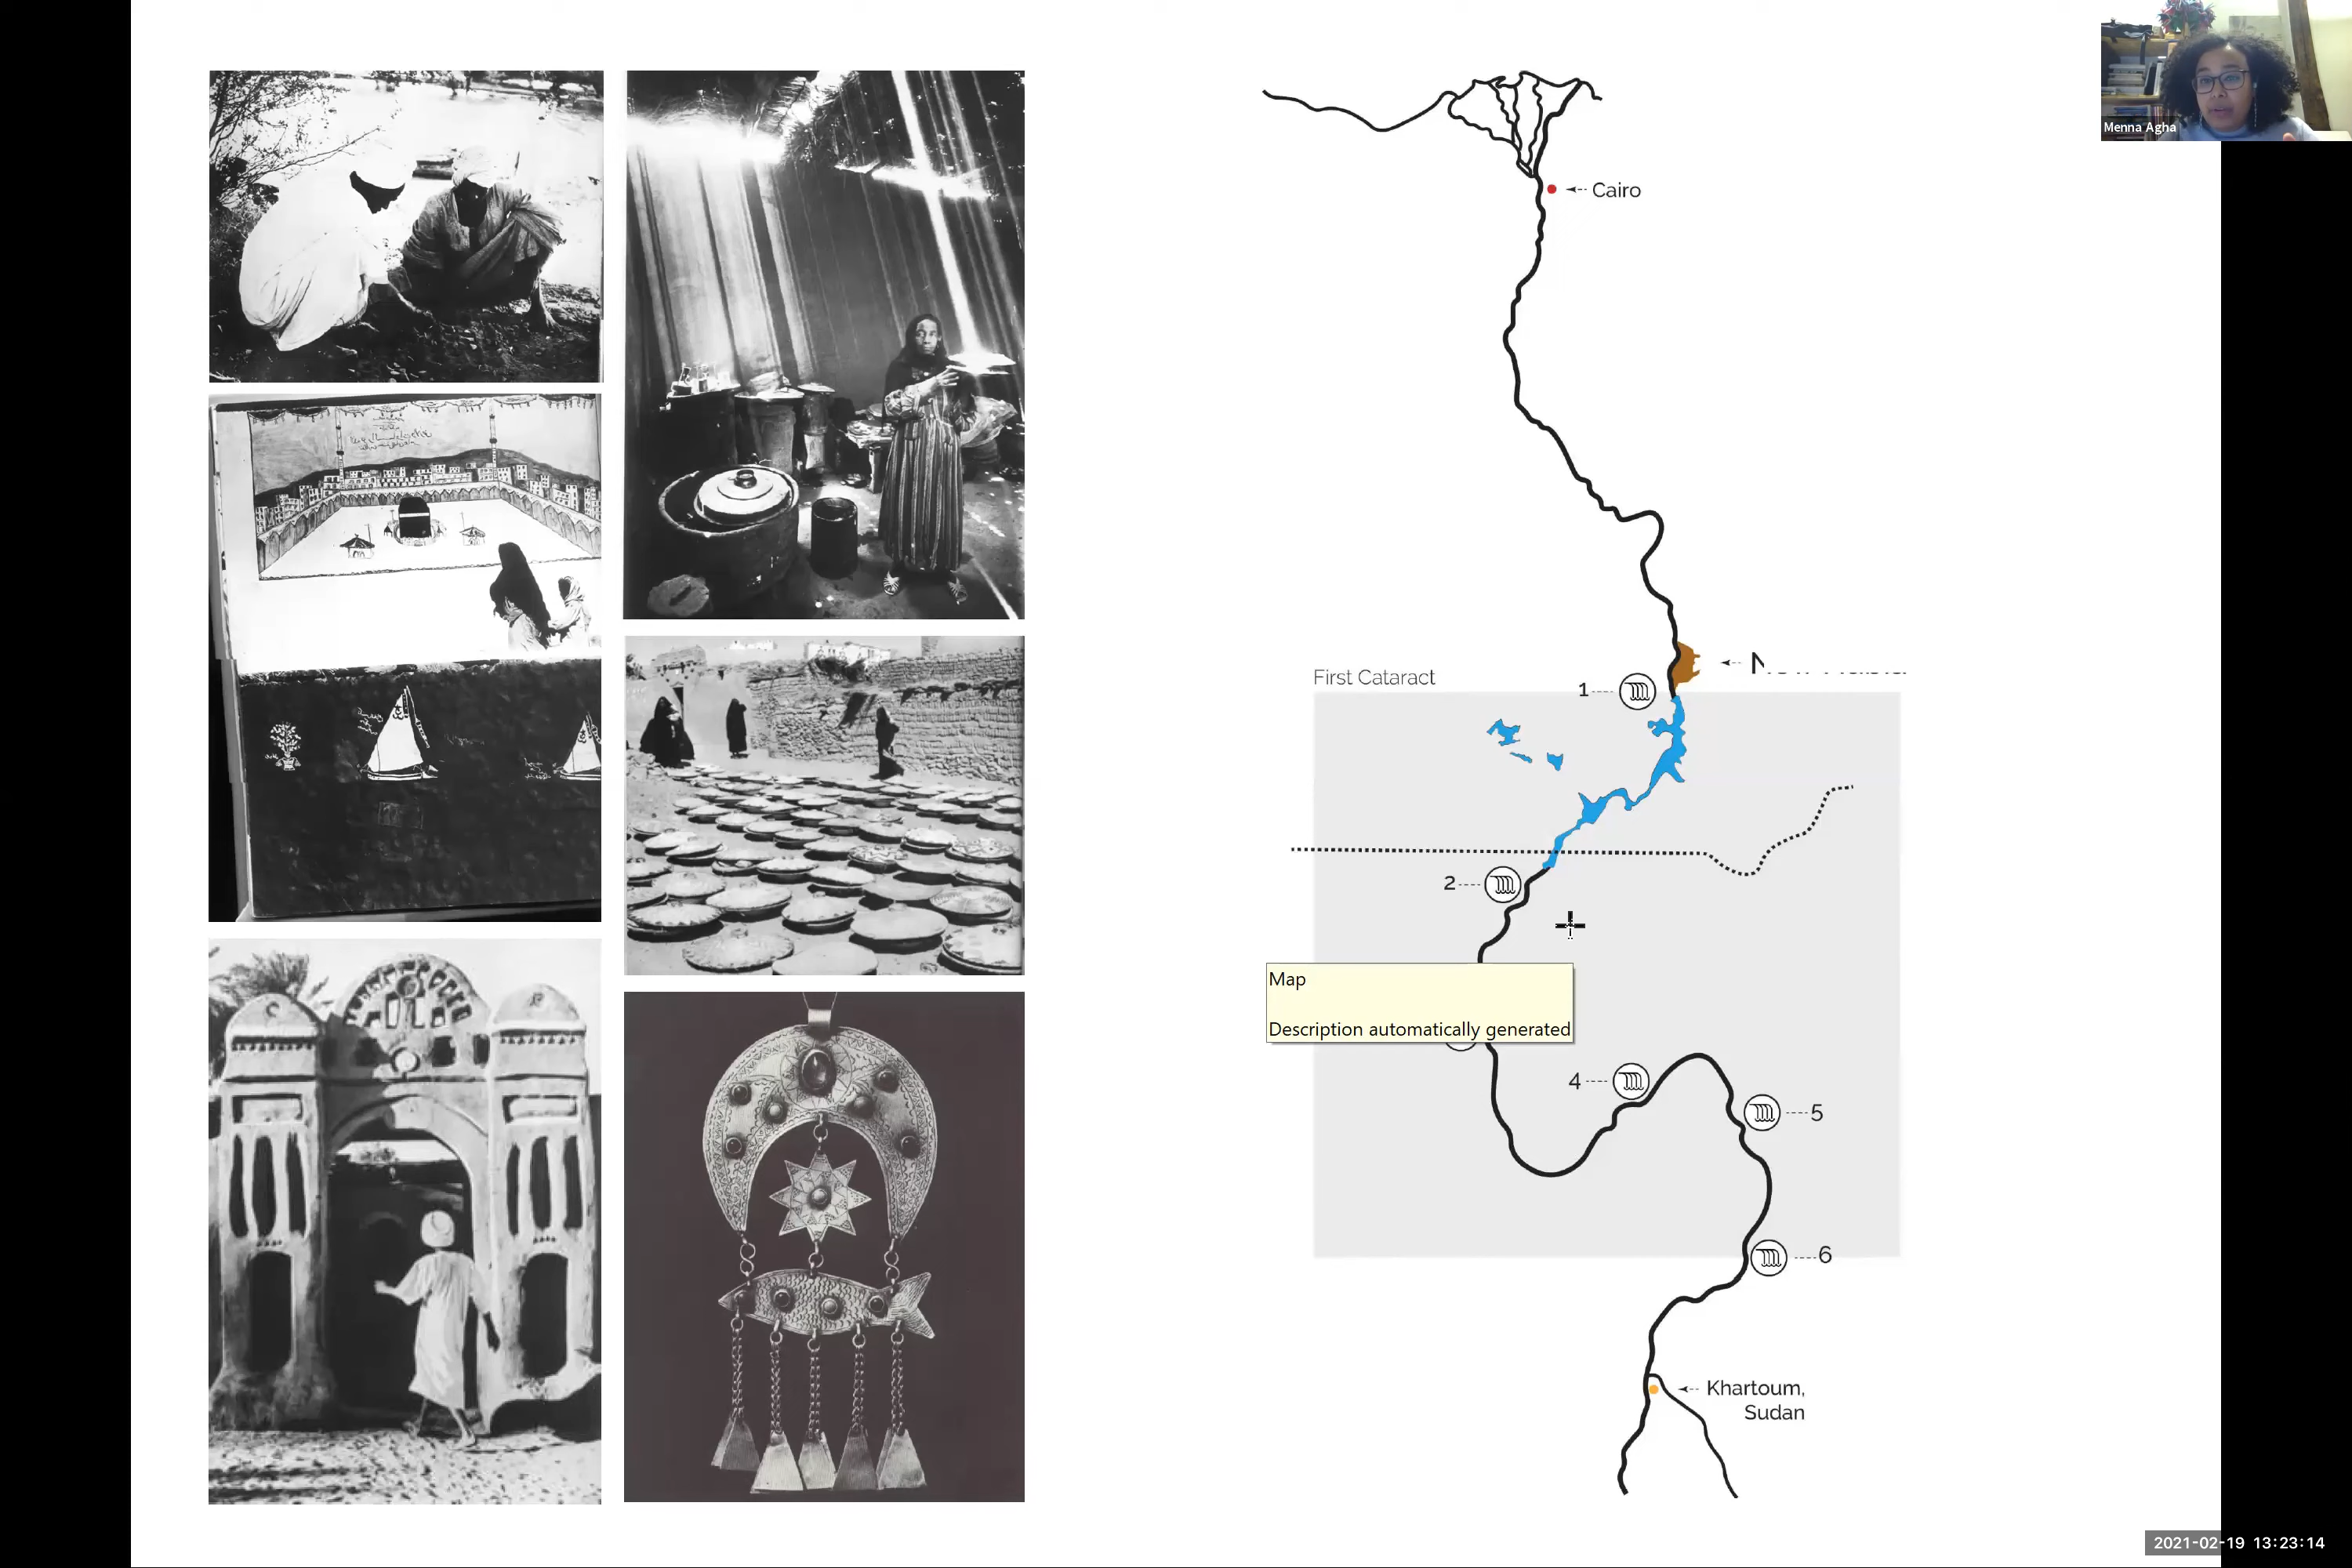 Menna Agha
Cairo
N
First Cataract
1
2
Map
Description automatically generated
4
5
6
Khartoum,
Sudan
2021-02-19 13:23:14